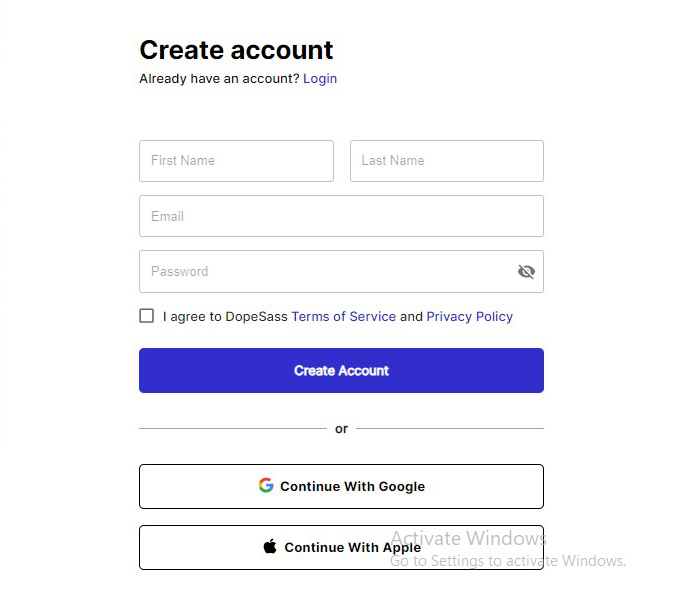 Create account
Already have an account? Login
First Name
Last Name
Email
Password
I agree to DopeSass Terms of Service and Privacy Policy
Create Account
or
Continue With Google
Continue With Apple
Activate Windows
Go to Settings to activate Windows.